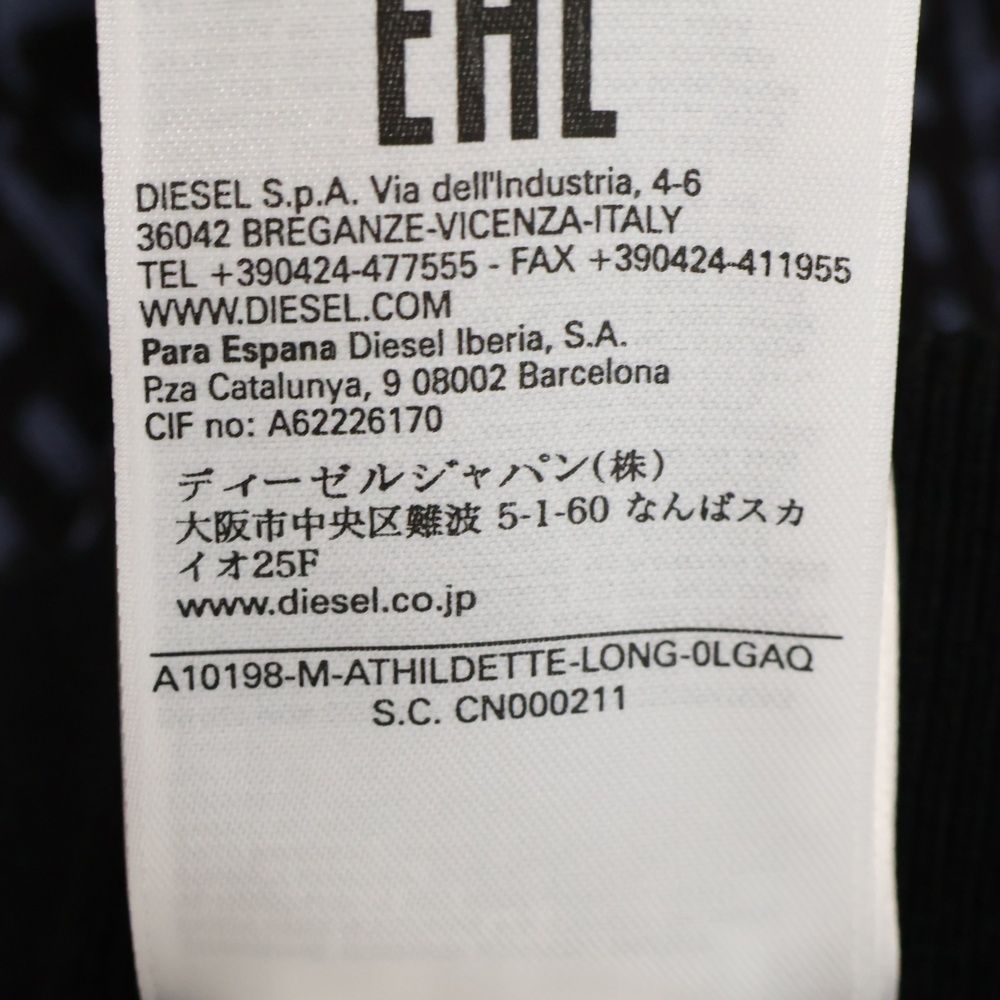 EAC
DIESEL S.p.A. Via dell'Industria, 4-6
36042 BREGANZE-VICENZA-ITALY
TEL +390424-477555 - FAX +390424-411955
WWW.DIESEL.COM
Para Espana Diesel Iberia, S.A.
P.za Catalunya, 9 08002 Barcelona
CIF no: A62226170
ディーゼルジャパン(株)
大阪市中央区難波 5-1-60 なんばスカ
イオ25F
www.diesel.co.jp
A10198-M-ATHILDETTE-LONG-0LGAQ
S.C. CN000211